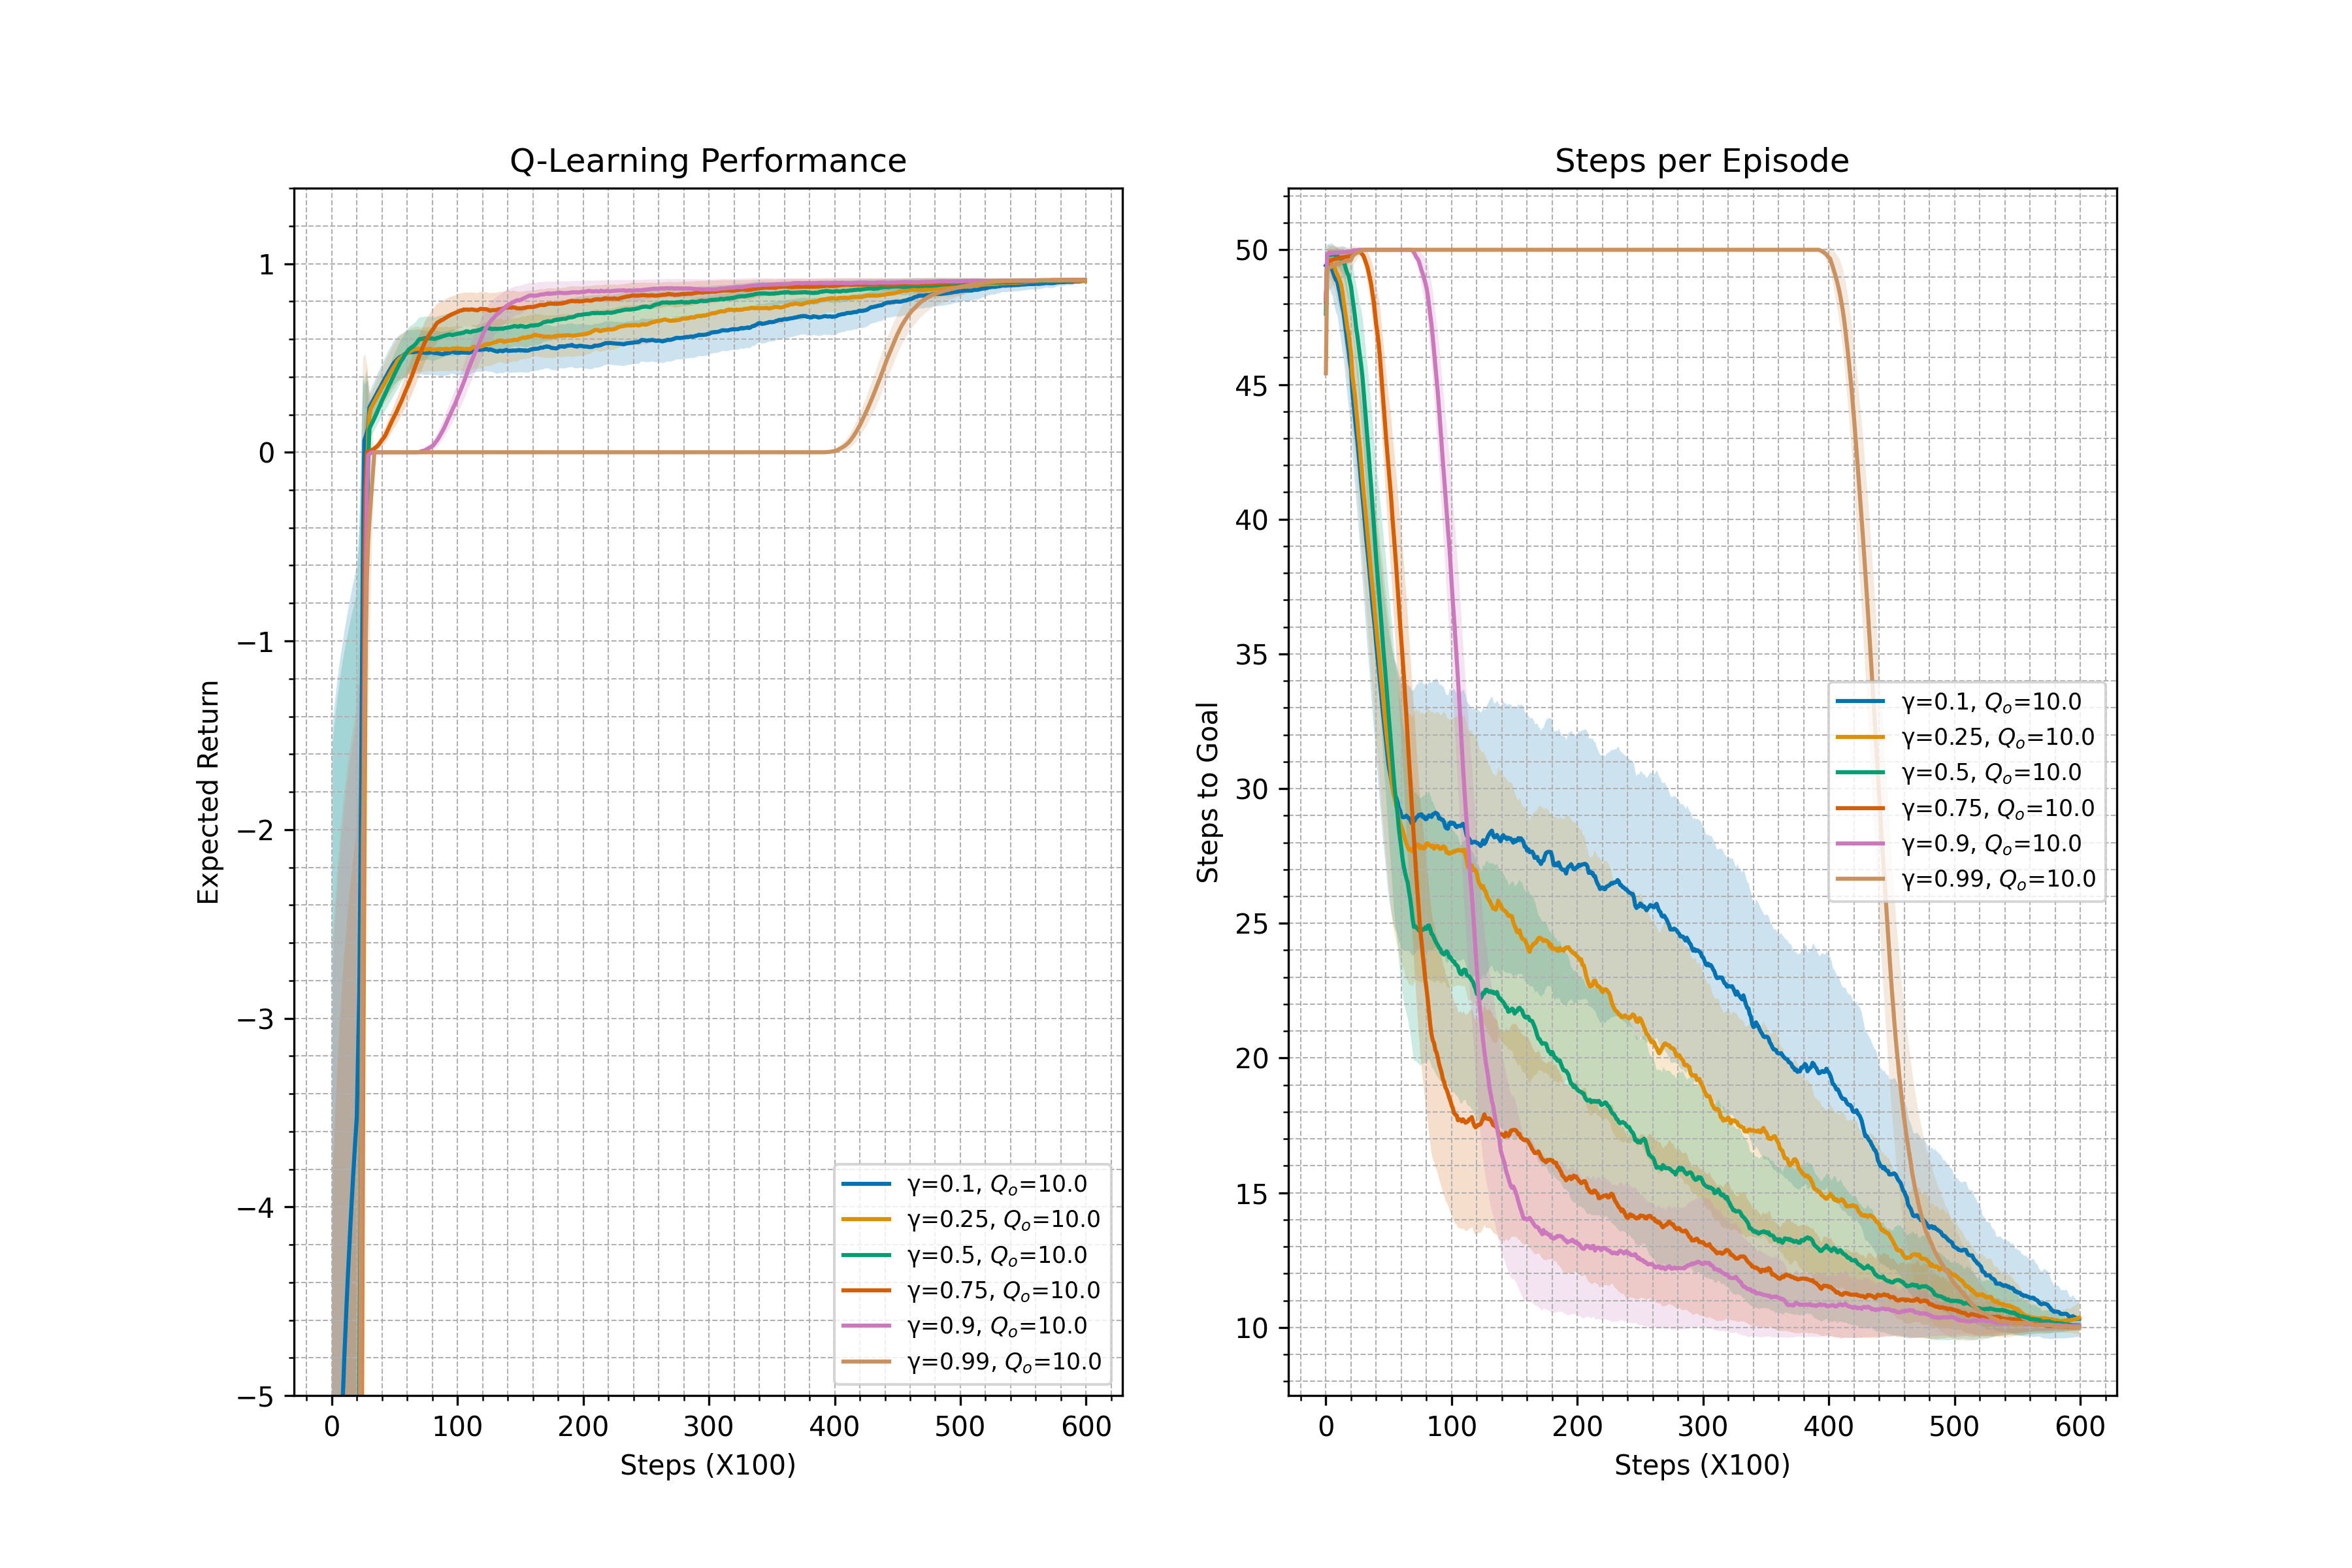 Q-Learning Performance
Expected Return
1
0
−1
−2
−3
−4
−5
0 100 200 300 400 500 600
Steps (X100)
γ=0.1, Qₒ=10.0
γ=0.25, Qₒ=10.0
γ=0.5, Qₒ=10.0
γ=0.75, Qₒ=10.0
γ=0.9, Qₒ=10.0
γ=0.99, Qₒ=10.0
Steps per Episode
Steps to Goal
50
45
40
35
30
25
20
15
10
0 100 200 300 400 500 600
Steps (X100)
γ=0.1, Qₒ=10.0
γ=0.25, Qₒ=10.0
γ=0.5, Qₒ=10.0
γ=0.75, Qₒ=10.0
γ=0.9, Qₒ=10.0
γ=0.99, Qₒ=10.0